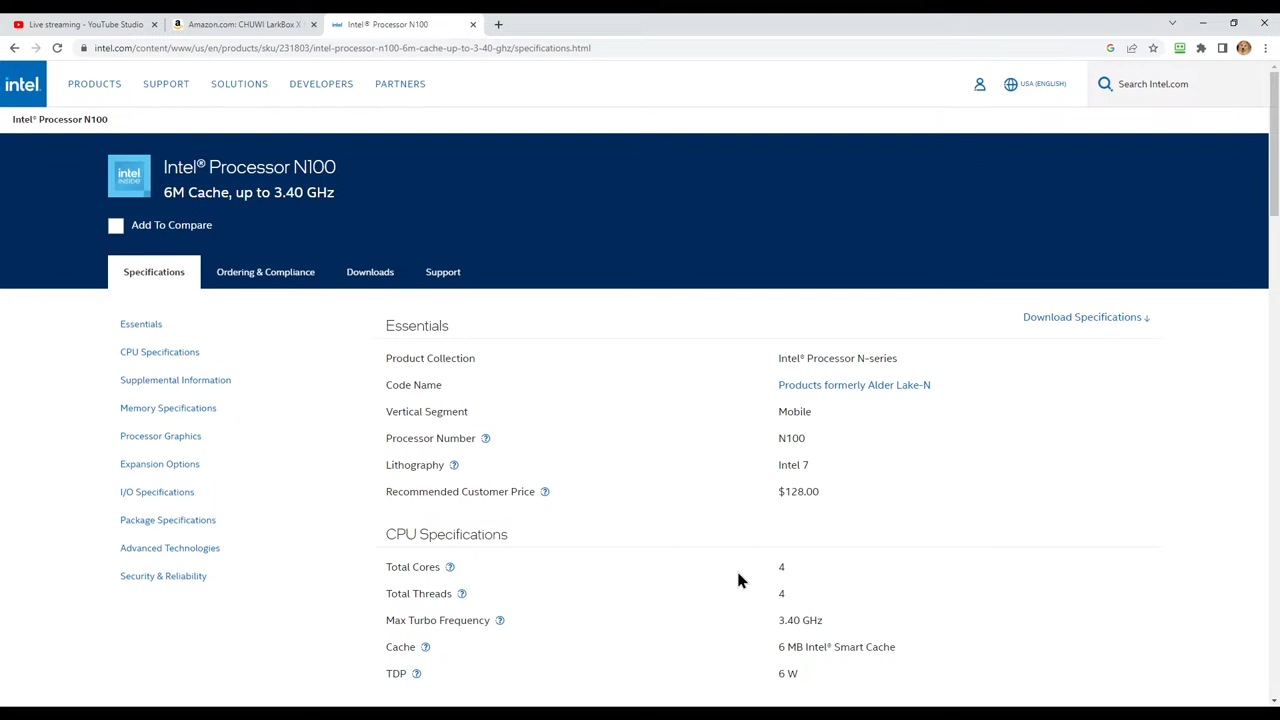 Live streaming - YouTube Studio
Amazon.com: CHUWI LarkBox X
Intel® Processor N100
intel.com/content/www/us/en/products/sku/231803/intel-processor-n100-6m-cache-up-to-3-40-ghz/specifications.html
intel.
PRODUCTS
SUPPORT
SOLUTIONS
DEVELOPERS
PARTNERS
USA (ENGLISH)
Search Intel.com
Intel® Processor N100
intel INSIDE
Intel® Processor N100
6M Cache, up to 3.40 GHz
Add To Compare
Specifications
Ordering & Compliance
Downloads
Support
Essentials
CPU Specifications
Supplemental Information
Memory Specifications
Processor Graphics
Expansion Options
I/O Specifications
Package Specifications
Advanced Technologies
Security & Reliability
Download Specifications ↓
Essentials
Product Collection Intel® Processor N-series
Code Name Products formerly Alder Lake-N
Vertical Segment Mobile
Processor Number ? N100
Lithography ? Intel 7
Recommended Customer Price ? $128.00
CPU Specifications
Total Cores ? 4
Total Threads ? 4
Max Turbo Frequency ? 3.40 GHz
Cache ? 6 MB Intel® Smart Cache
TDP ? 6 W